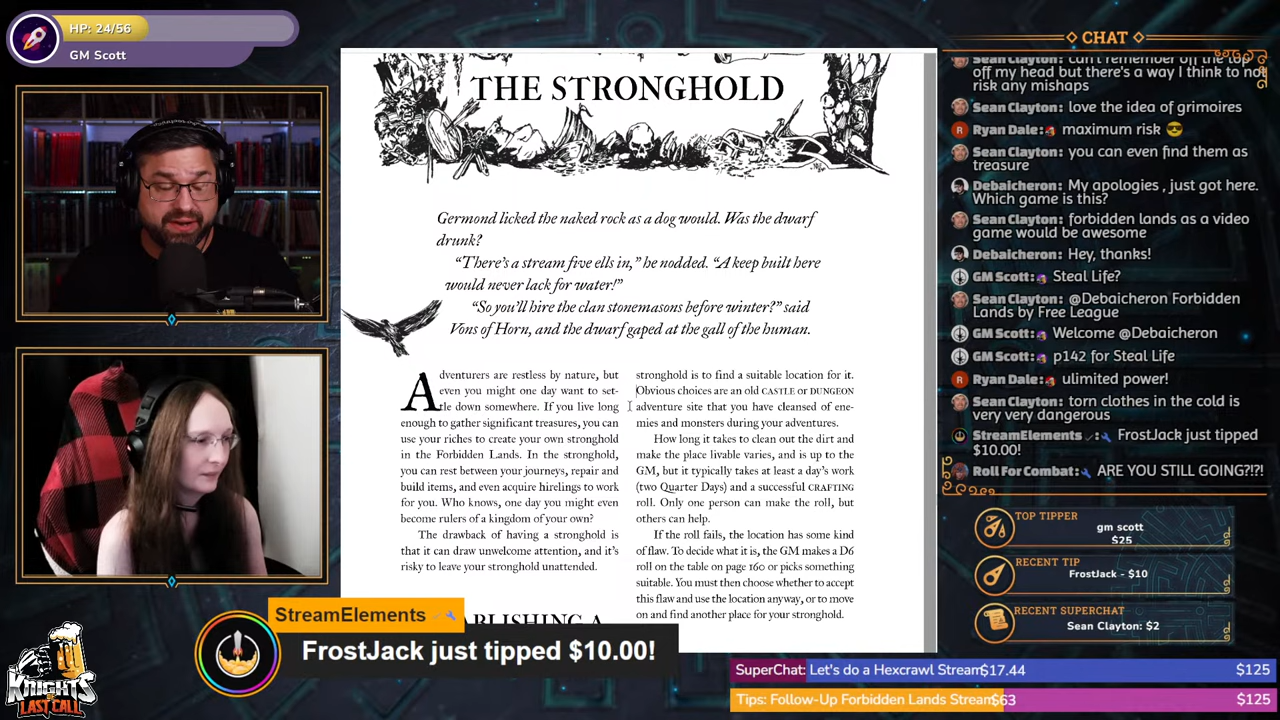 HP: 24/56
GM Scott
THE STRONGHOLD
Germond licked the naked rock as a dog would. Was the dwarf
drunk?
“There’s a stream five ells in,” he nodded. “A keep built here
would never lack for water!”
“So you’ll hire the clan stonemasons before winter?” said
Vons of Horn, and the dwarf gaped at the gall of the human.
Adventurers are restless by nature, but
even you might one day want to set-
tle down somewhere. If you live long
enough to gather significant treasures, you can
use your riches to create your own stronghold
in the Forbidden Lands. In the stronghold,
you can rest between your journeys, repair and
build items, and even acquire hirelings to work
for you. Who knows, one day you might even
become rulers of a kingdom of your own?
The drawback of having a stronghold is
that it can draw unwelcome attention, and it’s
risky to leave your stronghold unattended.
stronghold is to find a suitable location for it.
Obvious choices are an old CASTLE or DUNGEON
adventure site that you have cleansed of ene-
mies and monsters during your adventures.
How long it takes to clean out the dirt and
make the place livable varies, and is up to the
GM, but it typically takes at least a day’s work
(two Quarter Days) and a successful CRAFTING
roll. Only one person can make the roll, but
others can help.
If the roll fails, the location has some kind
of flaw. To decide what it is, the GM makes a D6
roll on the table on page 160 or picks something
suitable. You must then choose whether to accept
this flaw and use the location anyway, or to move
on and find another place for your stronghold.
StreamElements
FrostJack just tipped $10.00!
KNIGHTS
OF
LAST CALL
CHAT
Sean Clayton: can't remember off the top
off my head but there's a way I think to not
risk any mishaps
Sean Clayton: love the idea of grimoires
R Ryan Dale: maximum risk 😎
Sean Clayton: you can even find them as
treasure
Debaicheron: My apologies , just got here.
Which game is this?
Sean Clayton: forbidden lands as a video
game would be awesome
Debaicheron: Hey, thanks!
GM Scott: Steal Life?
Sean Clayton: @Debaicheron Forbidden
Lands by Free League
GM Scott: Welcome @Debaicheron
GM Scott: p142 for Steal Life
R Ryan Dale: ulimited power!
Sean Clayton: torn clothes in the cold is
very very dangerous
StreamElements: FrostJack just tipped
$10.00!
Roll For Combat: ARE YOU STILL GOING?!?!
TOP TIPPER
gm scott
$25
RECENT TIP
FrostJack - $10
RECENT SUPERCHAT
Sean Clayton: $2
SuperChat: Let's do a Hexcrawl Stream $17.44 $125
Tips: Follow-Up Forbidden Lands Stream $63 $125